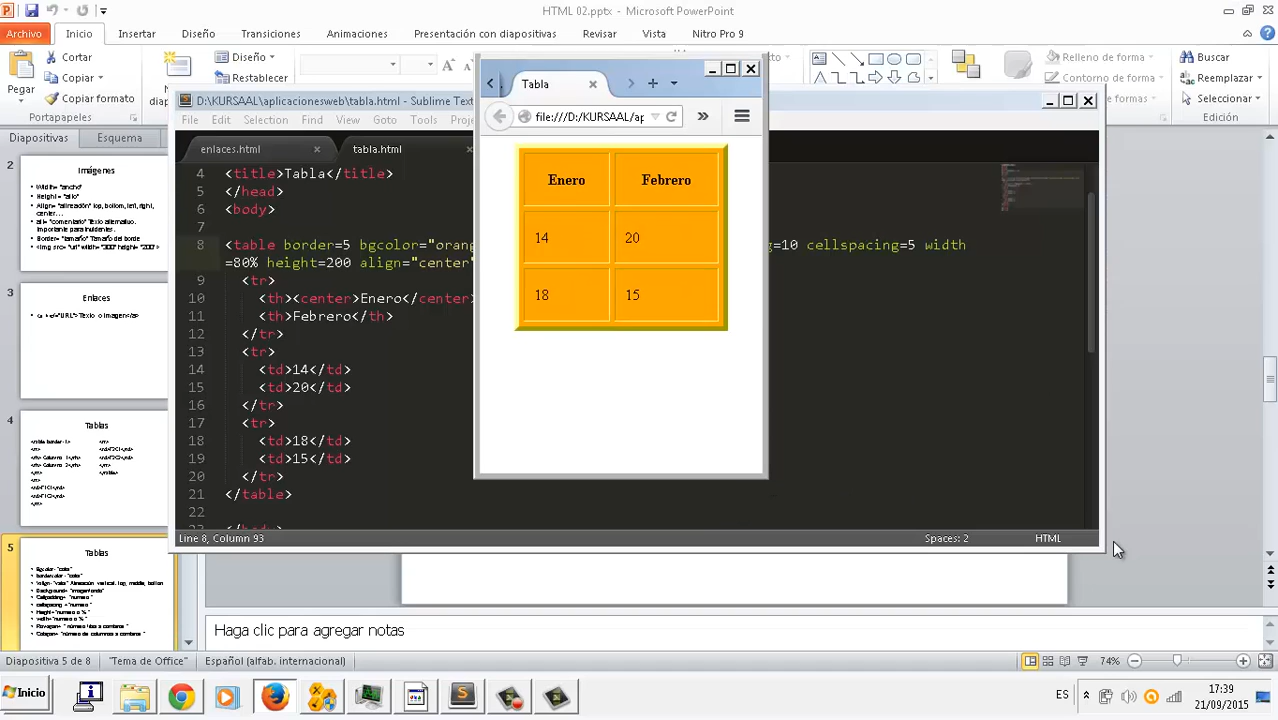 HTML 02.pptx - Microsoft PowerPoint
Archivo Inicio Insertar Diseño Transiciones Animaciones Presentación con diapositivas Revisar Vista Nitro Pro 9
Pegar
Cortar
Copiar
Copiar formato
Portapapeles
Diseño
Restablecer
Relleno de forma
Buscar
Reemplazar
Seleccionar
Edición
Diapositivas Esquema
2
Imágenes
3
Enlaces
4
Tablas
5
Tablas
D:\KURSAAL\aplicacionesweb\tabla.html - Sublime Text
File Edit Selection Find View Goto Tools
enlaces.html tabla.html
4 <title>Tabla</title>
5 </head>
6 <body>
7
8 <table border=5 bgcolor="orang
g=10 cellspacing=5 width
=80% height=200 align="center"
9 <tr>
10 <th><center>Enero</center>
11 <th>Febrero</th>
12 </tr>
13 <tr>
14 <td>14</td>
15 <td>20</td>
16 </tr>
17 <tr>
18 <td>18</td>
19 <td>15</td>
20 </tr>
21 </table>
22
23 </body>
Line 8, Column 93 Spaces: 2 HTML
Tabla
file:///D:/KURSAAL/ap
Enero Febrero
14 20
18 15
Haga clic para agregar notas
Diapositiva 5 de 8 "Tema de Office" Español (alfab. internacional) 74%
Inicio ES 17:39
21/09/2015